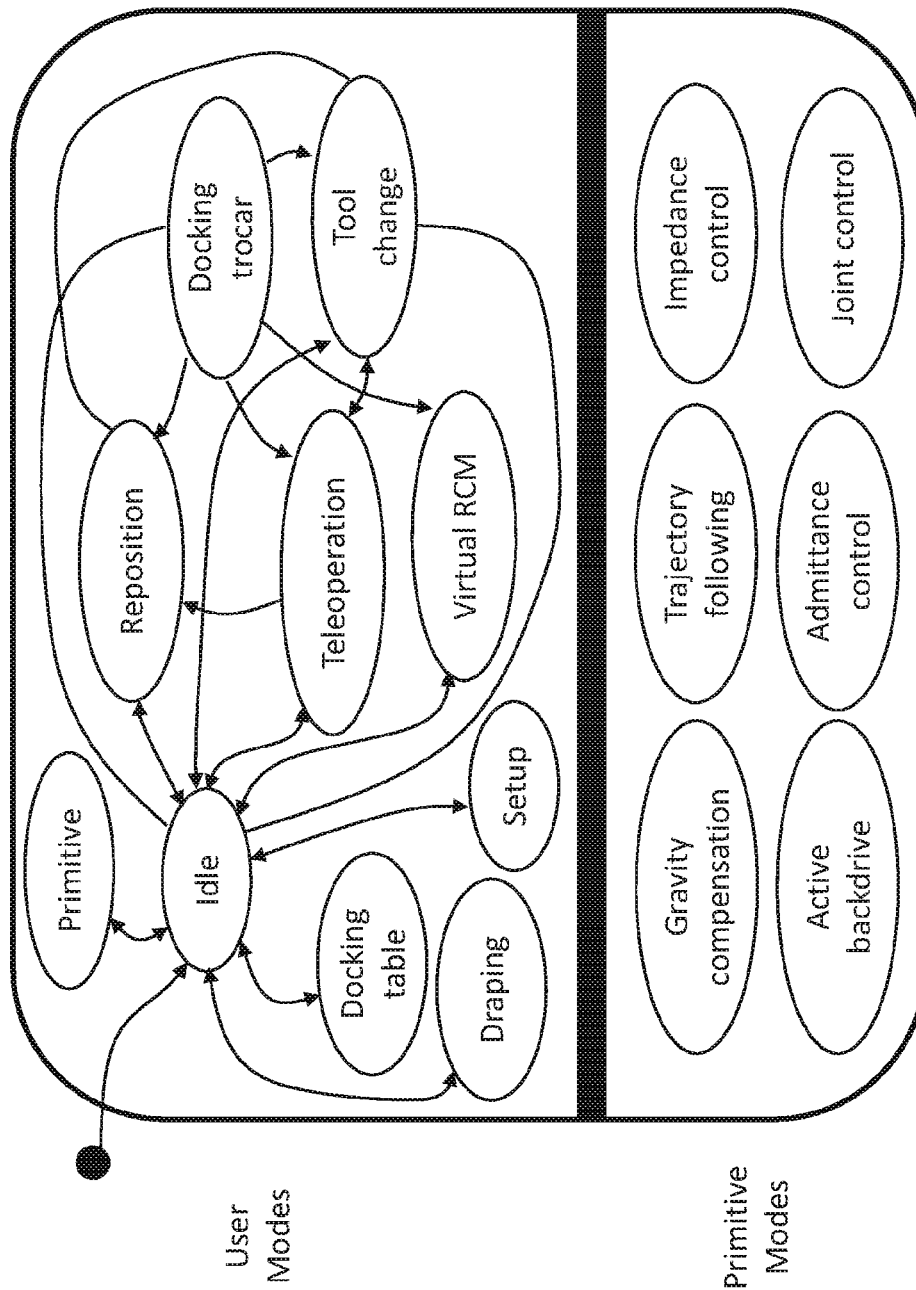 User
Modes
Primitive
Idle
Docking
table
Draping
Setup
Reposition
Teleoperation
Virtual RCM
Docking
trocar
Tool
change
Primitive
Modes
Gravity
compensation
Trajectory
following
Impedance
control
Active
backdrive
Admittance
control
Joint control